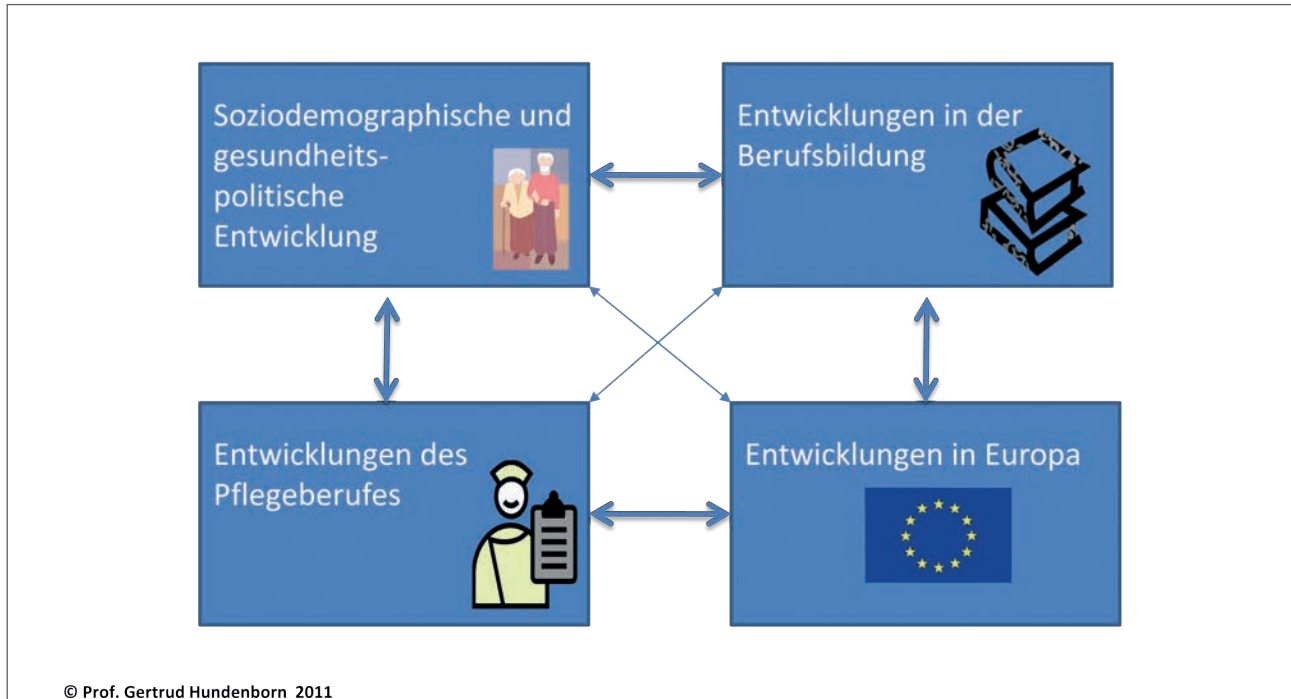 Soziodemographische und
gesundheits-
politische
Entwicklung
Entwicklungen in der
Berufsbildung
Entwicklungen des
Pflegeberufes
Entwicklungen in Europa
© Prof. Gertrud Hundenborn 2011